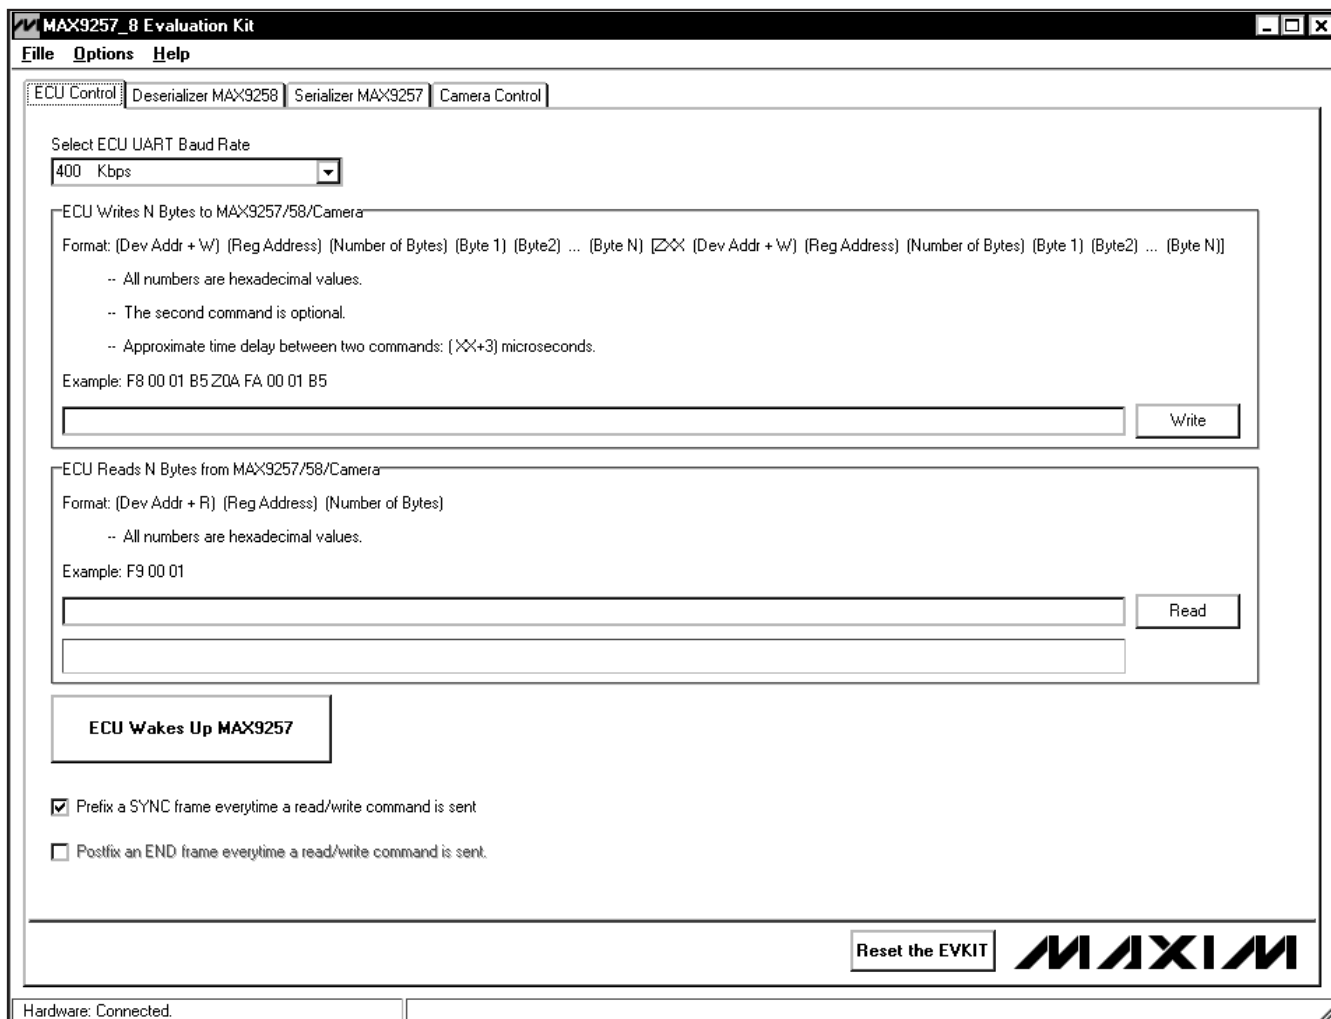 MAX9257_8 Evaluation Kit
Fille Options Help
ECU Control Deserializer MAX9258 Serializer MAX9257 Camera Control
Select ECU UART Baud Rate
400 Kbps
ECU Writes N Bytes to MAX9257/58/Camera
Format: (Dev Addr + W) (Reg Address) (Number of Bytes) (Byte 1) (Byte2) ... (Byte N) [ZXX (Dev Addr + W) (Reg Address) (Number of Bytes) (Byte 1) (Byte2) ... (Byte N)]
-- All numbers are hexadecimal values.
-- The second command is optional.
-- Approximate time delay between two commands: (XX+3) microseconds.
Example: F8 00 01 B5 Z0A FA 00 01 B5
Write
ECU Reads N Bytes from MAX9257/58/Camera
Format: (Dev Addr + R) (Reg Address) (Number of Bytes)
-- All numbers are hexadecimal values.
Example: F9 00 01
Read
ECU Wakes Up MAX9257
Prefix a SYNC frame everytime a read/write command is sent
Postfix an END frame everytime a read/write command is sent.
Reset the EVKIT MAXIM
Hardware: Connected.